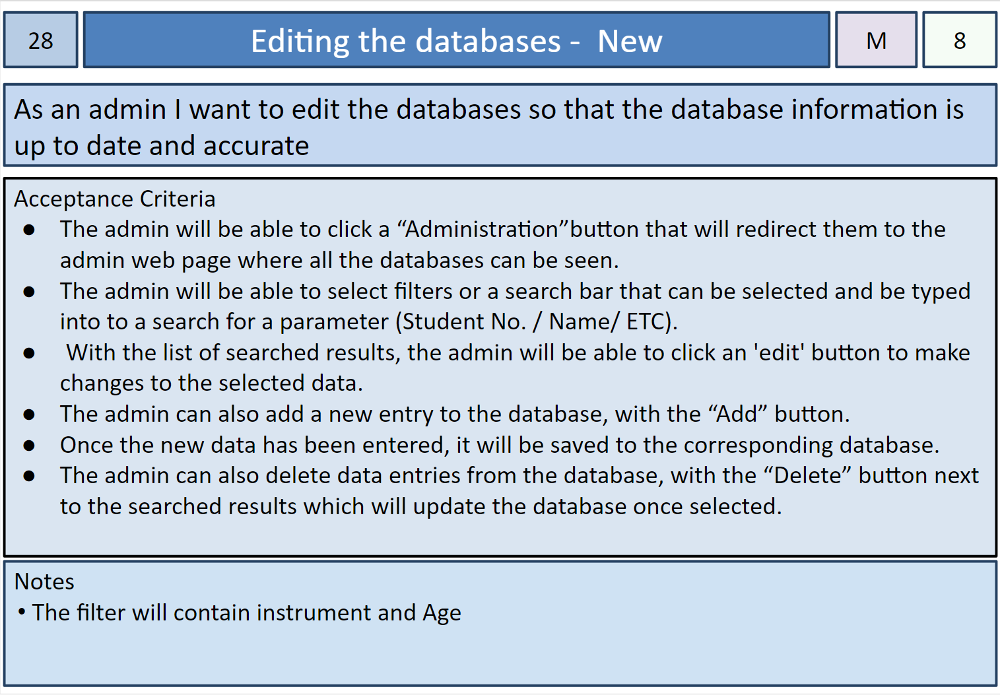 28
Editing the databases -  New
M
8
As an admin I want to edit the databases so that the database information is
up to date and accurate
Acceptance Criteria
● The admin will be able to click a “Administration”button that will redirect them to the
admin web page where all the databases can be seen.
● The admin will be able to select filters or a search bar that can be selected and be typed
into to a search for a parameter (Student No. / Name/ ETC).
● With the list of searched results, the admin will be able to click an 'edit' button to make
changes to the selected data.
● The admin can also add a new entry to the database, with the “Add” button.
● Once the new data has been entered, it will be saved to the corresponding database.
● The admin can also delete data entries from the database, with the “Delete” button next
to the searched results which will update the database once selected.
Notes
• The filter will contain instrument and Age